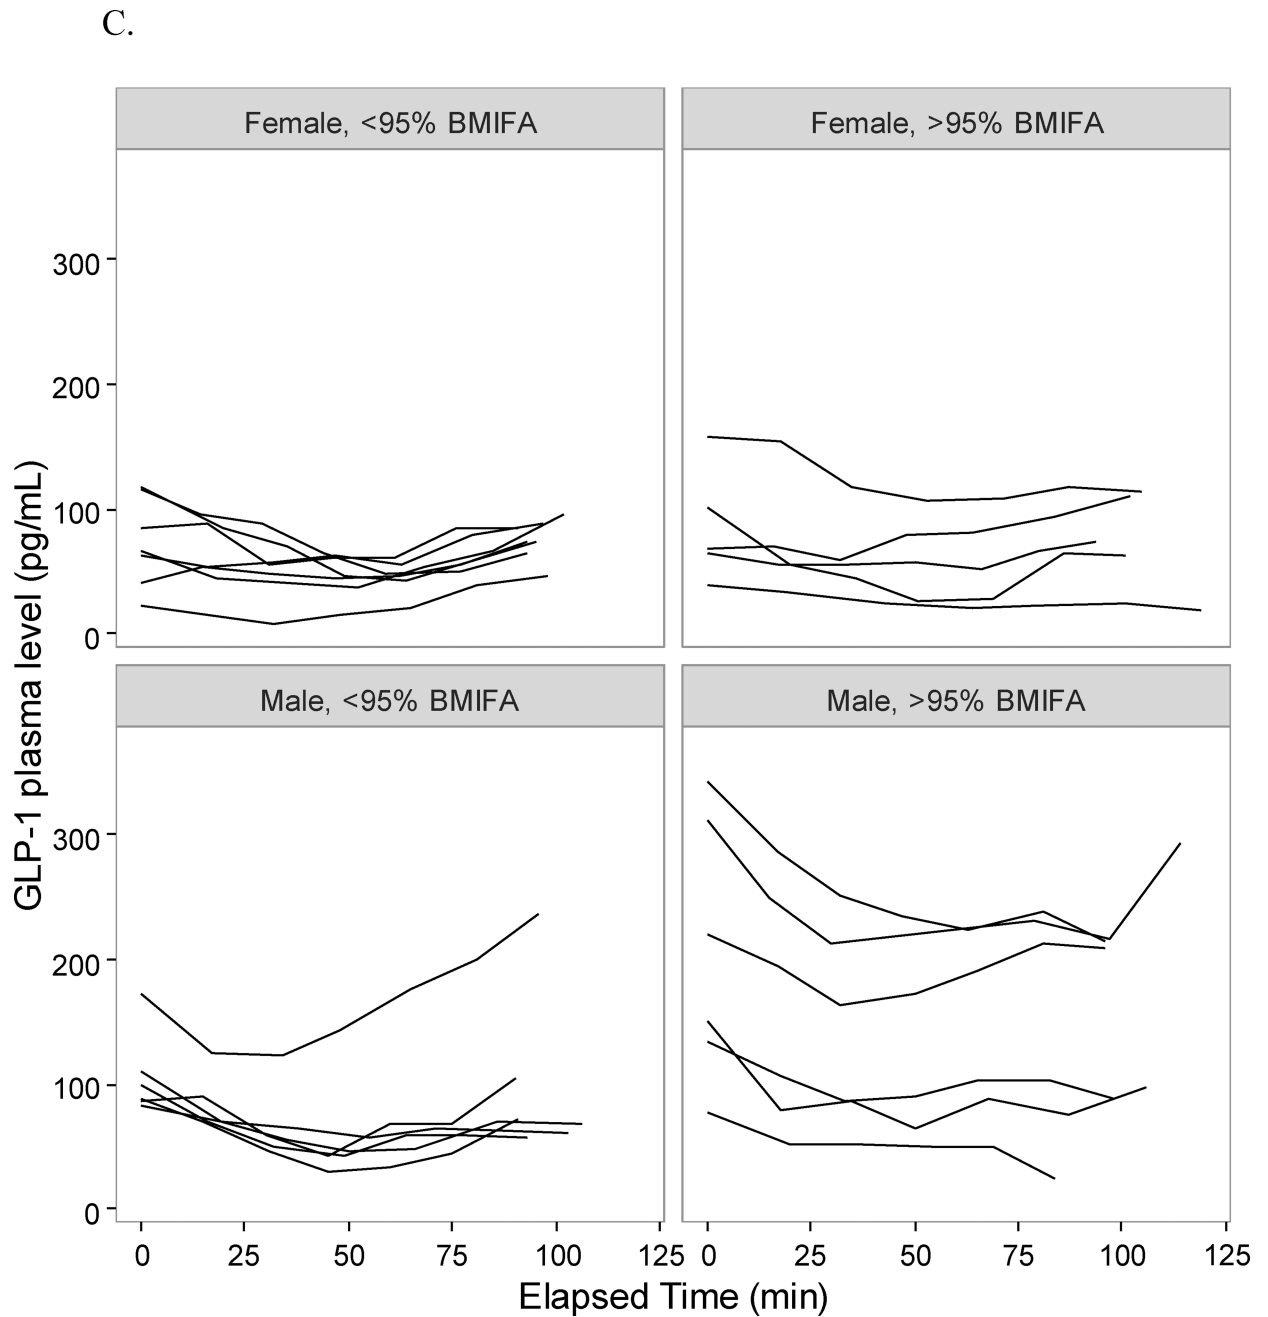 C.
Female, <95% BMIFA
Female, >95% BMIFA
300
200
100
0
Male, <95% BMIFA
Male, >95% BMIFA
300
200
100
0
GLP-1 plasma level (pg/mL)
0 25 50 75 100 125 0 25 50 75 100 125
Elapsed Time (min)